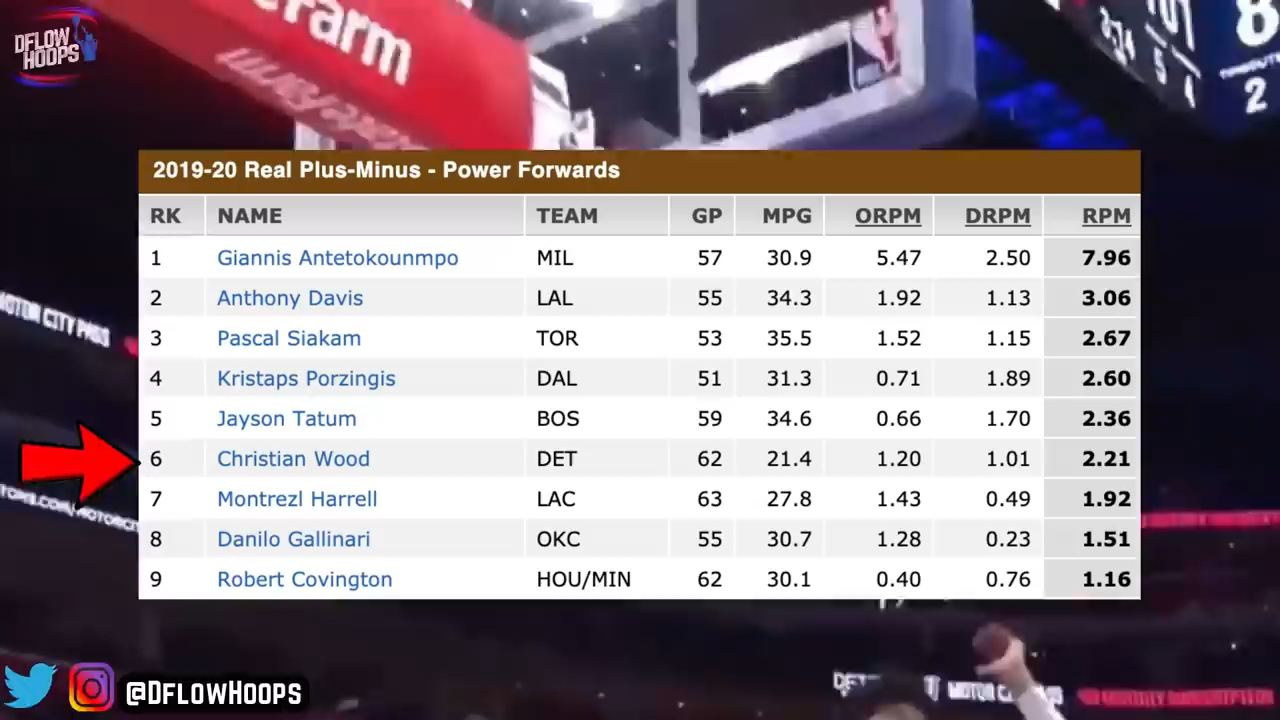 DFLOW
HOOPS
Farm
8
2
2019-20 Real Plus-Minus - Power Forwards
RK NAME TEAM GP MPG ORPM DRPM RPM
1 Giannis Antetokounmpo MIL 57 30.9 5.47 2.50 7.96
2 Anthony Davis LAL 55 34.3 1.92 1.13 3.06
3 Pascal Siakam TOR 53 35.5 1.52 1.15 2.67
4 Kristaps Porzingis DAL 51 31.3 0.71 1.89 2.60
5 Jayson Tatum BOS 59 34.6 0.66 1.70 2.36
6 Christian Wood DET 62 21.4 1.20 1.01 2.21
7 Montrezl Harrell LAC 63 27.8 1.43 0.49 1.92
8 Danilo Gallinari OKC 55 30.7 1.28 0.23 1.51
9 Robert Covington HOU/MIN 62 30.1 0.40 0.76 1.16
MOTOR CITY PASS
MOTOR
@DFLOWHOOPS